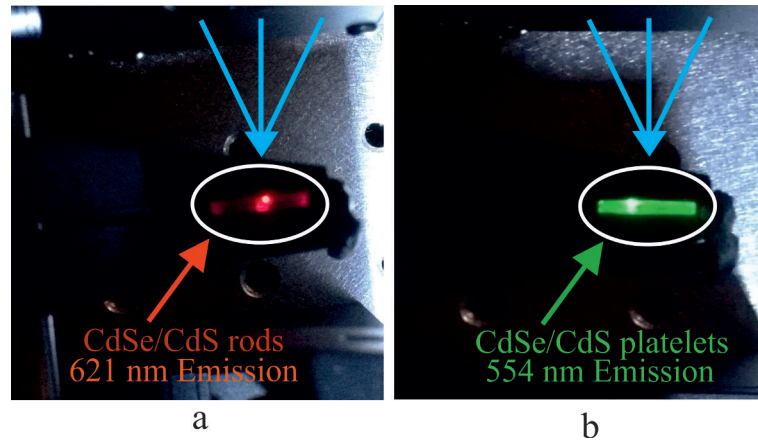 CdSe/CdS rods
621 nm Emission
a
CdSe/CdS platelets
554 nm Emission
b